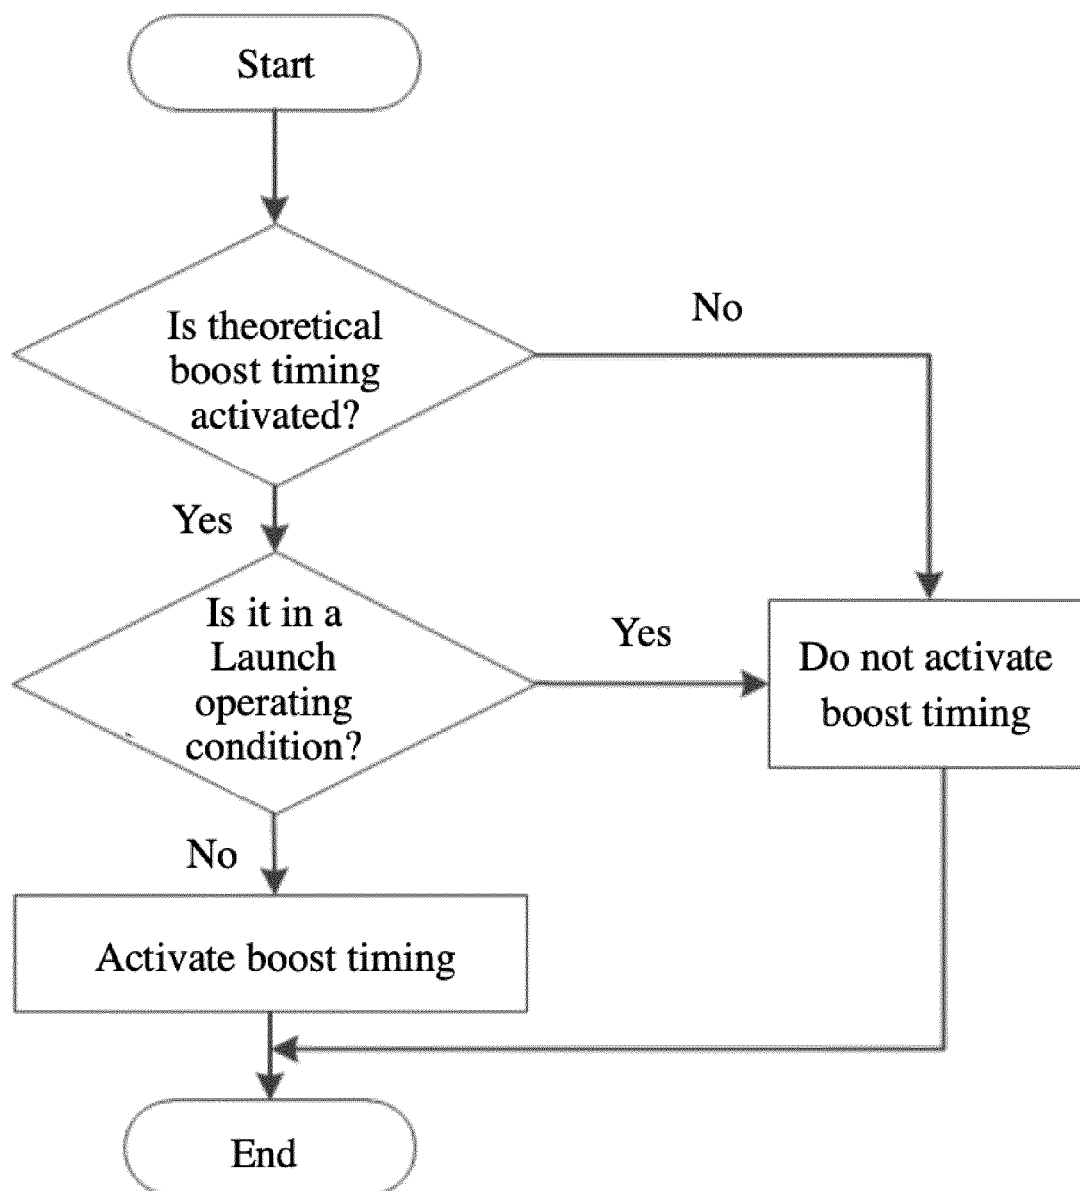 Start
Is theoretical
boost timing
activated?
No
Yes
Is it in a
Launch
operating
condition?
Yes
Do not activate
boost timing
No
Activate boost timing
End